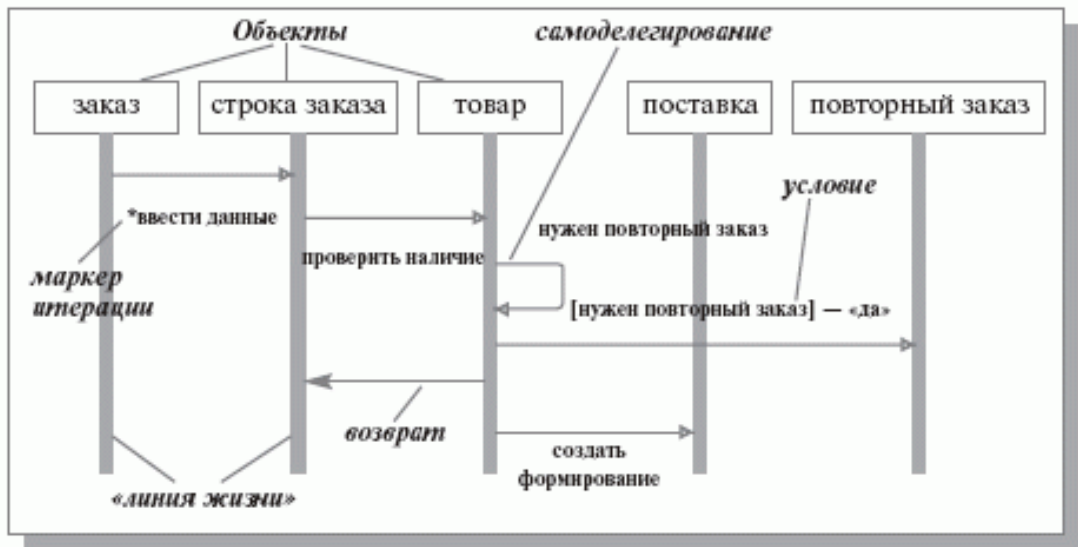 Объекты
самоделегирование
заказ
строка заказа
товар
поставка
повторный заказ
условие
*ввести данные
нужен повторный заказ
проверить наличие
маркер
итерации
[нужен повторный заказ] — «да»
возврат
создать
формирование
«линия жизни»